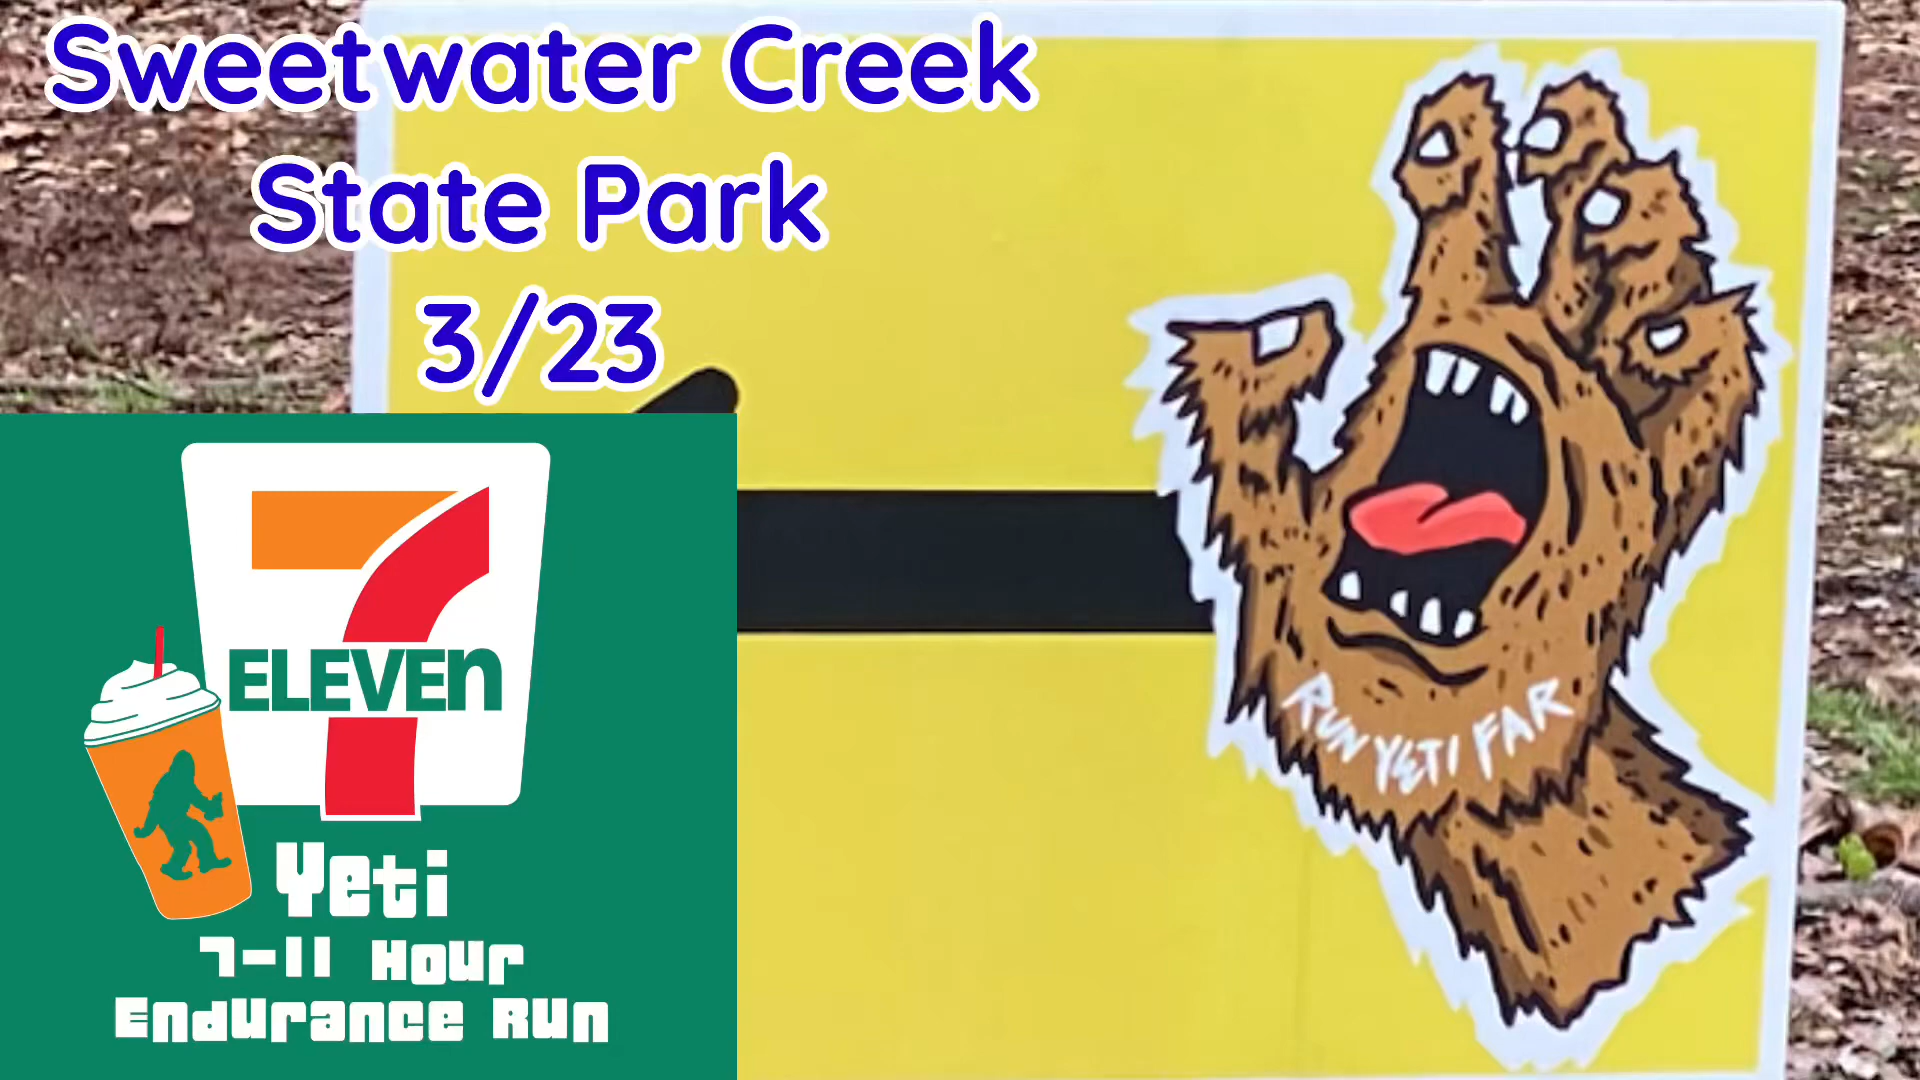 Sweetwater Creek
State Park
3/23
7
ELEVEn
Yeti
7-11 Hour
Endurance Run
RUN YETI FAR